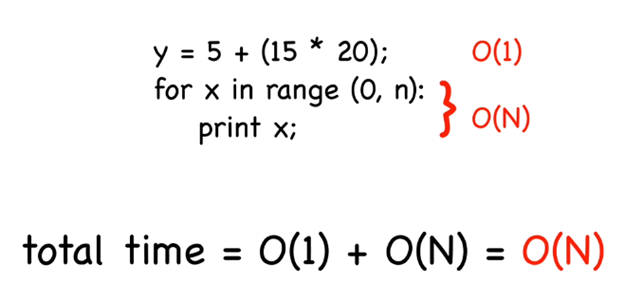 y = 5 + (15 * 20); O(1)
for x in range (0, n):
print x; } O(N)
total time = O(1) + O(N) = O(N)